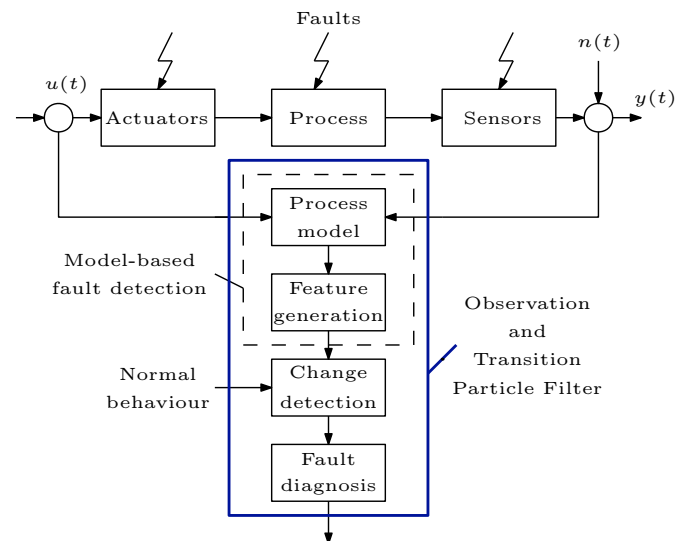 Faults
n(t)
u(t)
y(t)
Actuators
Process
Sensors
Process
model
Model-based
fault detection
Feature
generation
Observation
and
Transition
Particle Filter
Normal
behaviour
Change
detection
Fault
diagnosis